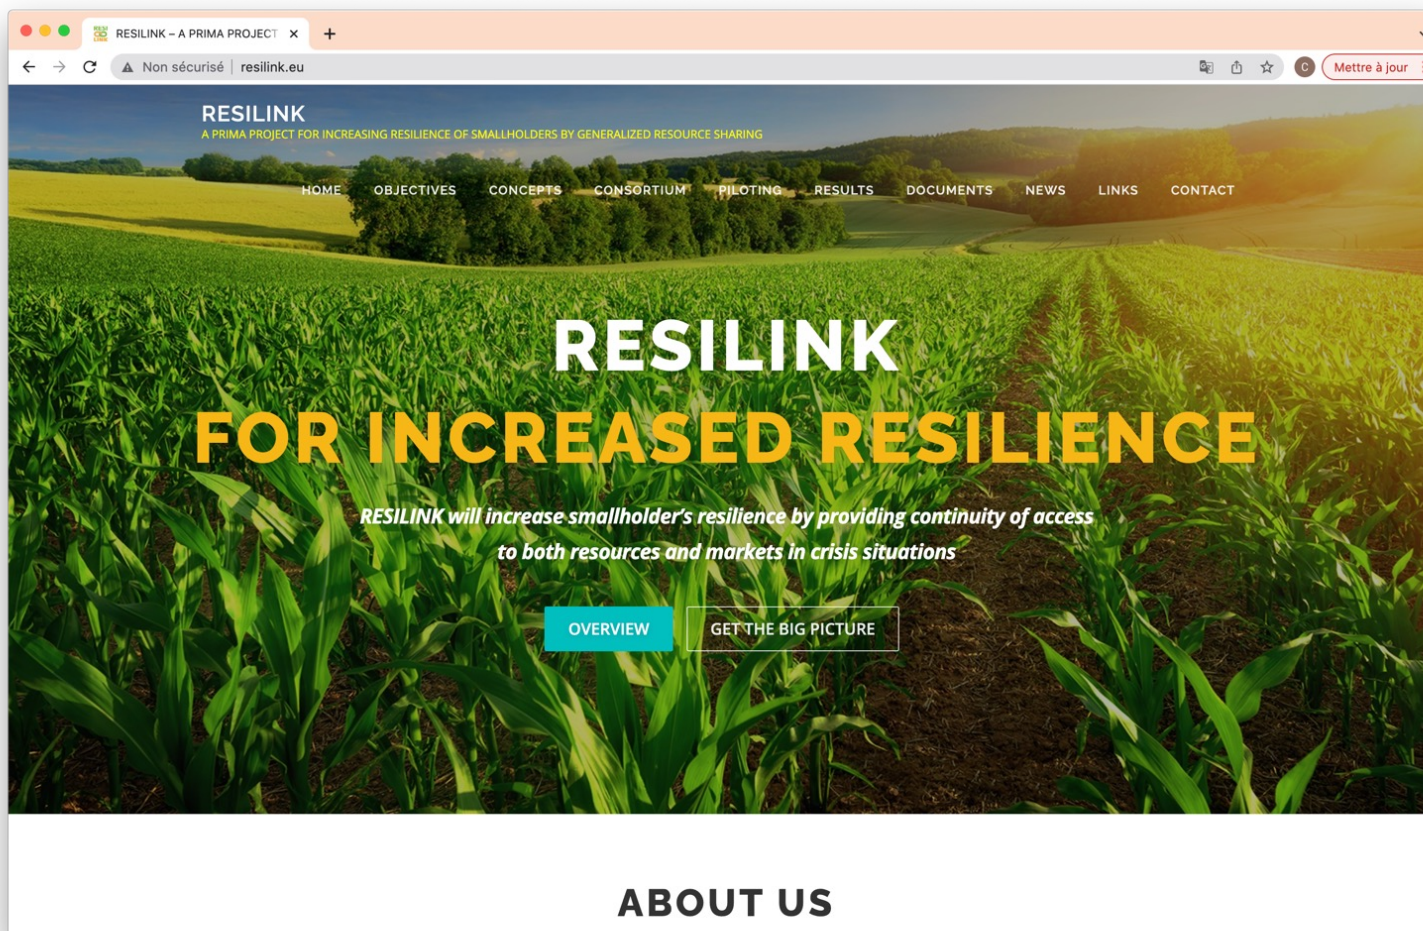 RESILINK – A PRIMA PROJECT
Non sécurisé
resilink.eu
C
Mettre à jour
RESILINK
A PRIMA PROJECT FOR INCREASING RESILIENCE OF SMALLHOLDERS BY GENERALIZED RESOURCE SHARING
HOME OBJECTIVES CONCEPTS CONSORTIUM PILOTING RESULTS DOCUMENTS NEWS LINKS CONTACT
RESILINK
FOR INCREASED RESILIENCE
RESILINK will increase smallholder’s resilience by providing continuity of access
to both resources and markets in crisis situations
OVERVIEW GET THE BIG PICTURE
ABOUT US